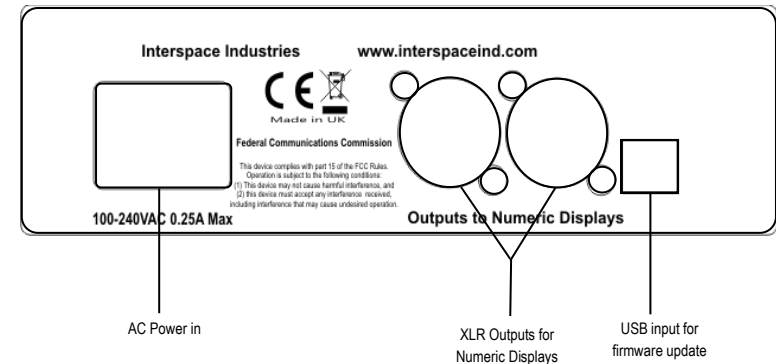 Interspace Industries
www.interspaceind.com
CE
Made in UK
Federal Communications Commission
This device complies with part 15 of the FCC Rules.
Operation is subject to the following conditions:
(1) This device may not cause harmful interference, and
(2) this device must accept any interference received,
including interference that may cause undesired operation.
100-240VAC 0.25A Max
Outputs to Numeric Displays
AC Power in
XLR Outputs for
Numeric Displays
USB input for
firmware update